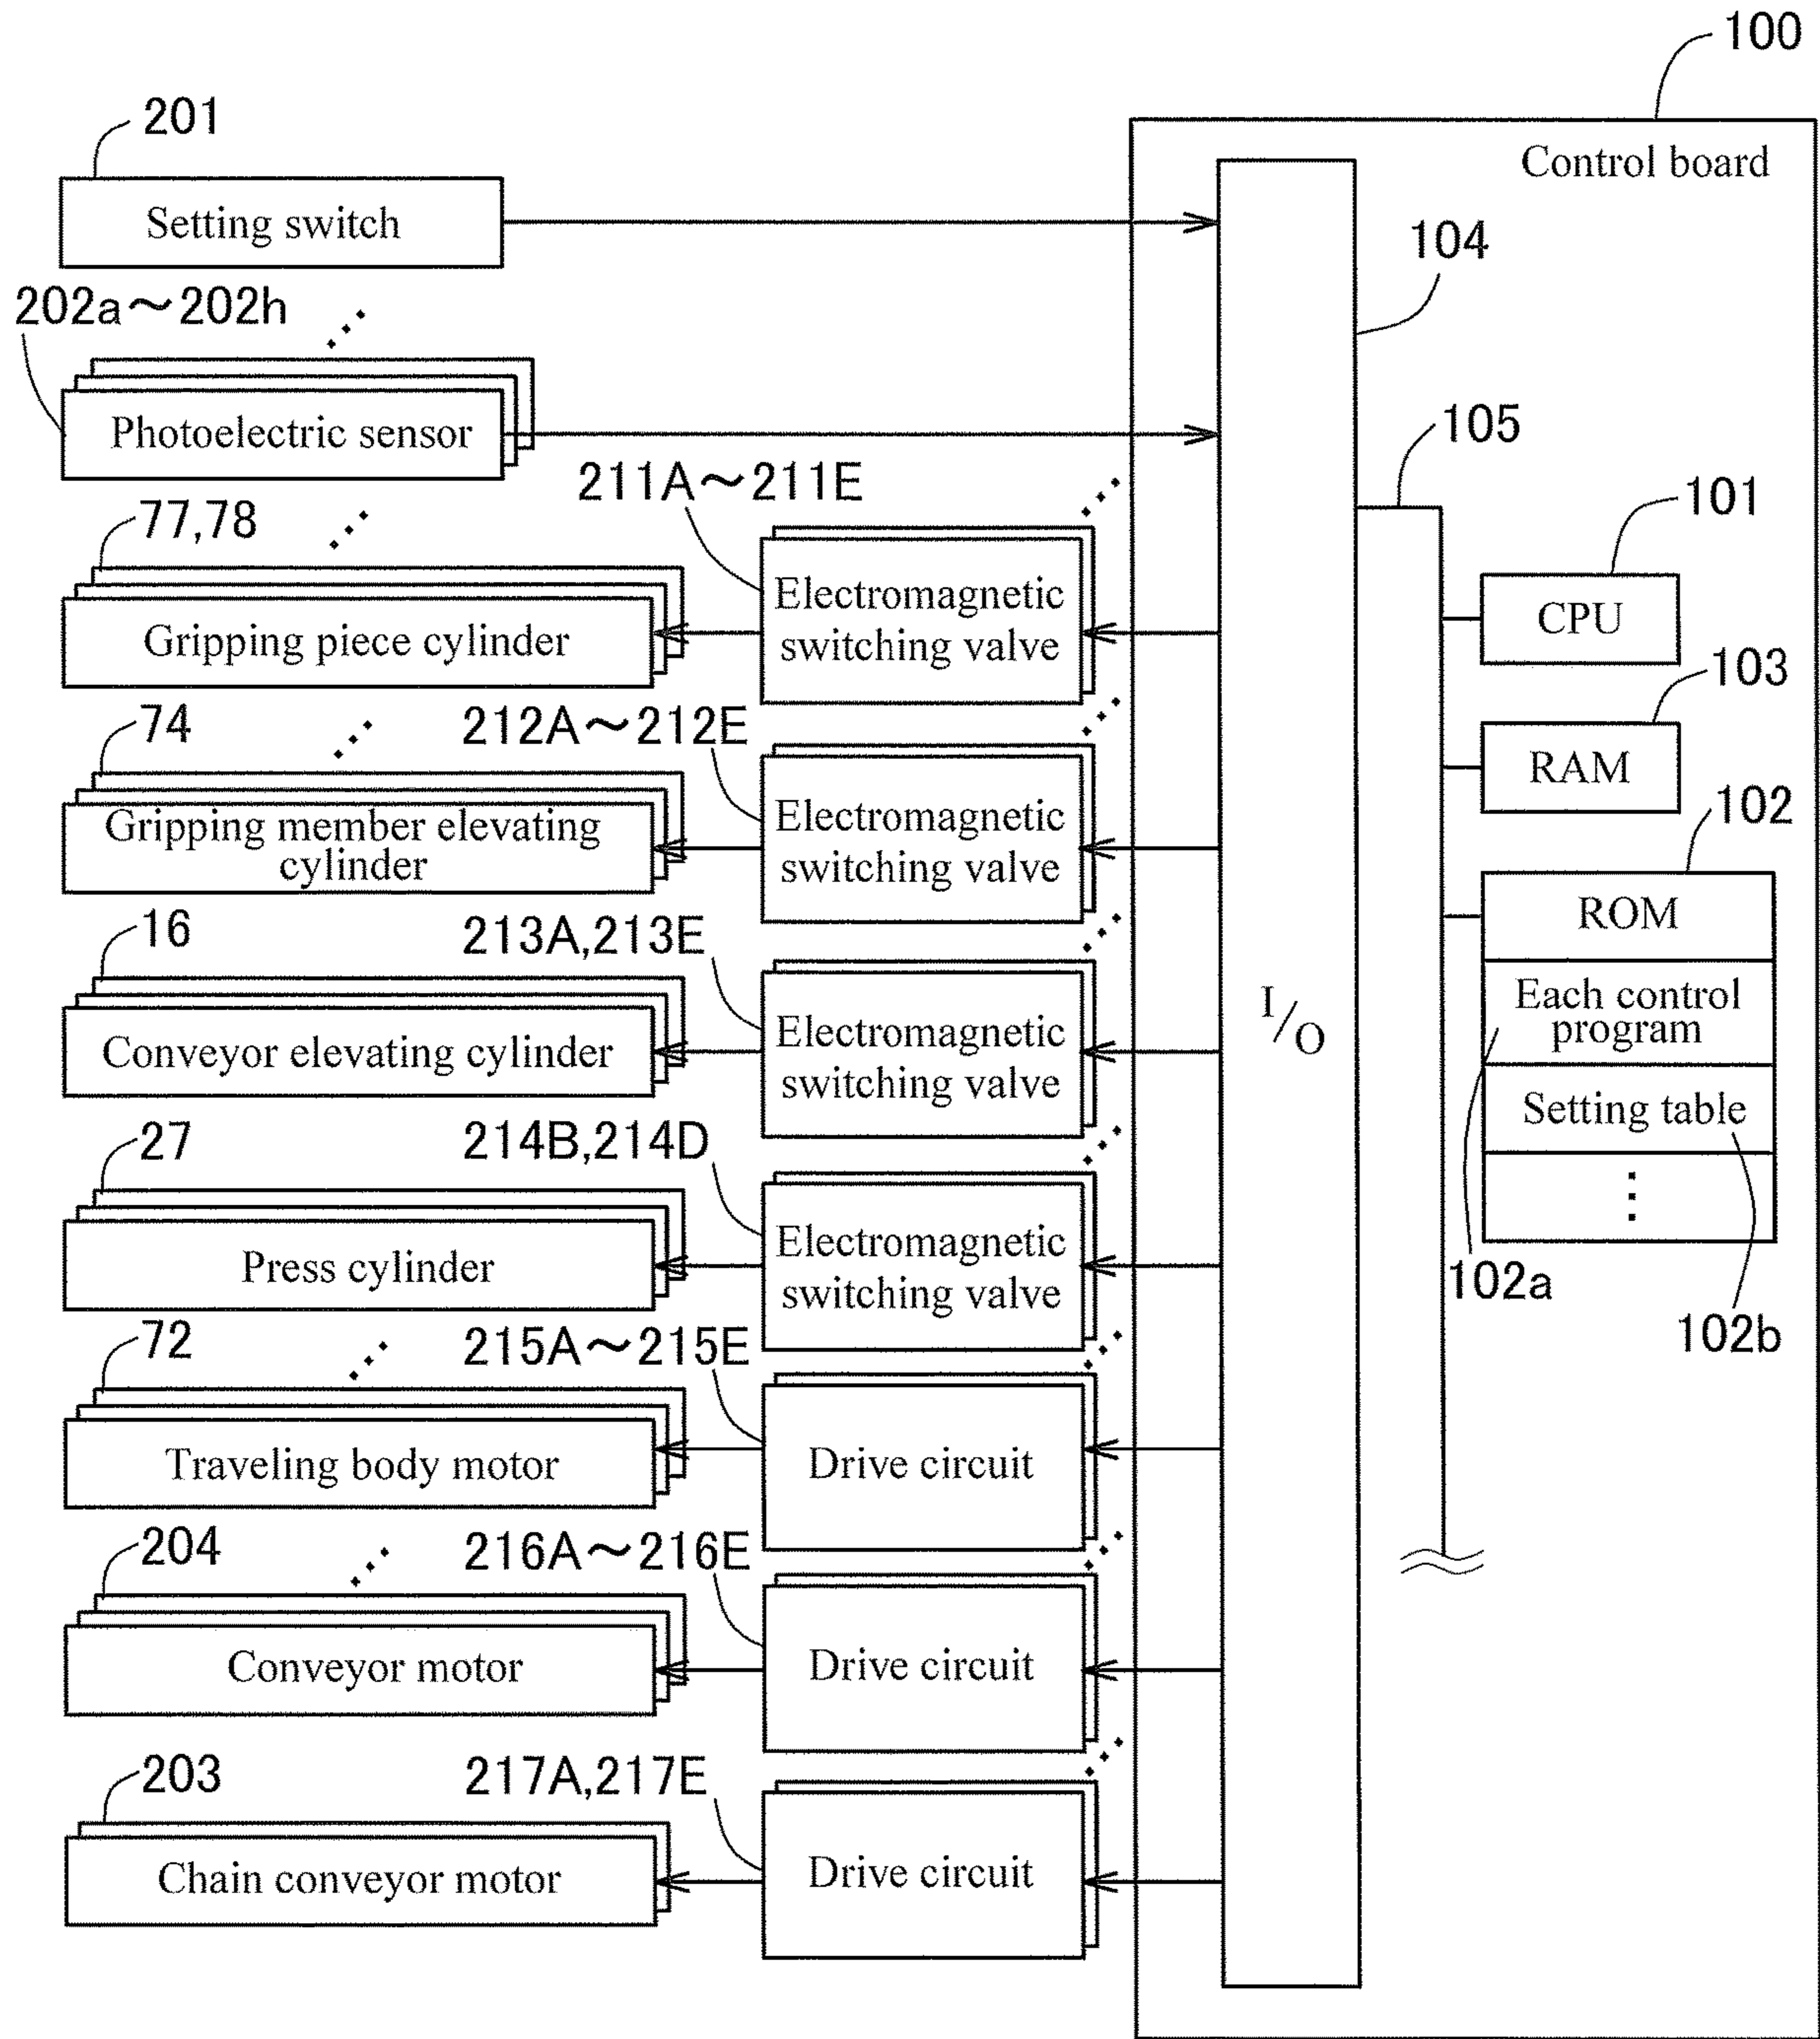 100
Control board
201
Setting switch
104
202a～202h
Photoelectric sensor
105
211A～211E
77,78
Electromagnetic
switching valve
Gripping piece cylinder
101
CPU
103
RAM
212A～212E
74
Electromagnetic
switching valve
Gripping member elevating
cylinder
102
ROM
Each control
program
Setting table
102a
102b
I/O
213A,213E
16
Electromagnetic
switching valve
Conveyor elevating cylinder
214B,214D
27
Electromagnetic
switching valve
Press cylinder
215A～215E
72
Drive circuit
Traveling body motor
216A～216E
204
Drive circuit
Conveyor motor
217A,217E
203
Drive circuit
Chain conveyor motor